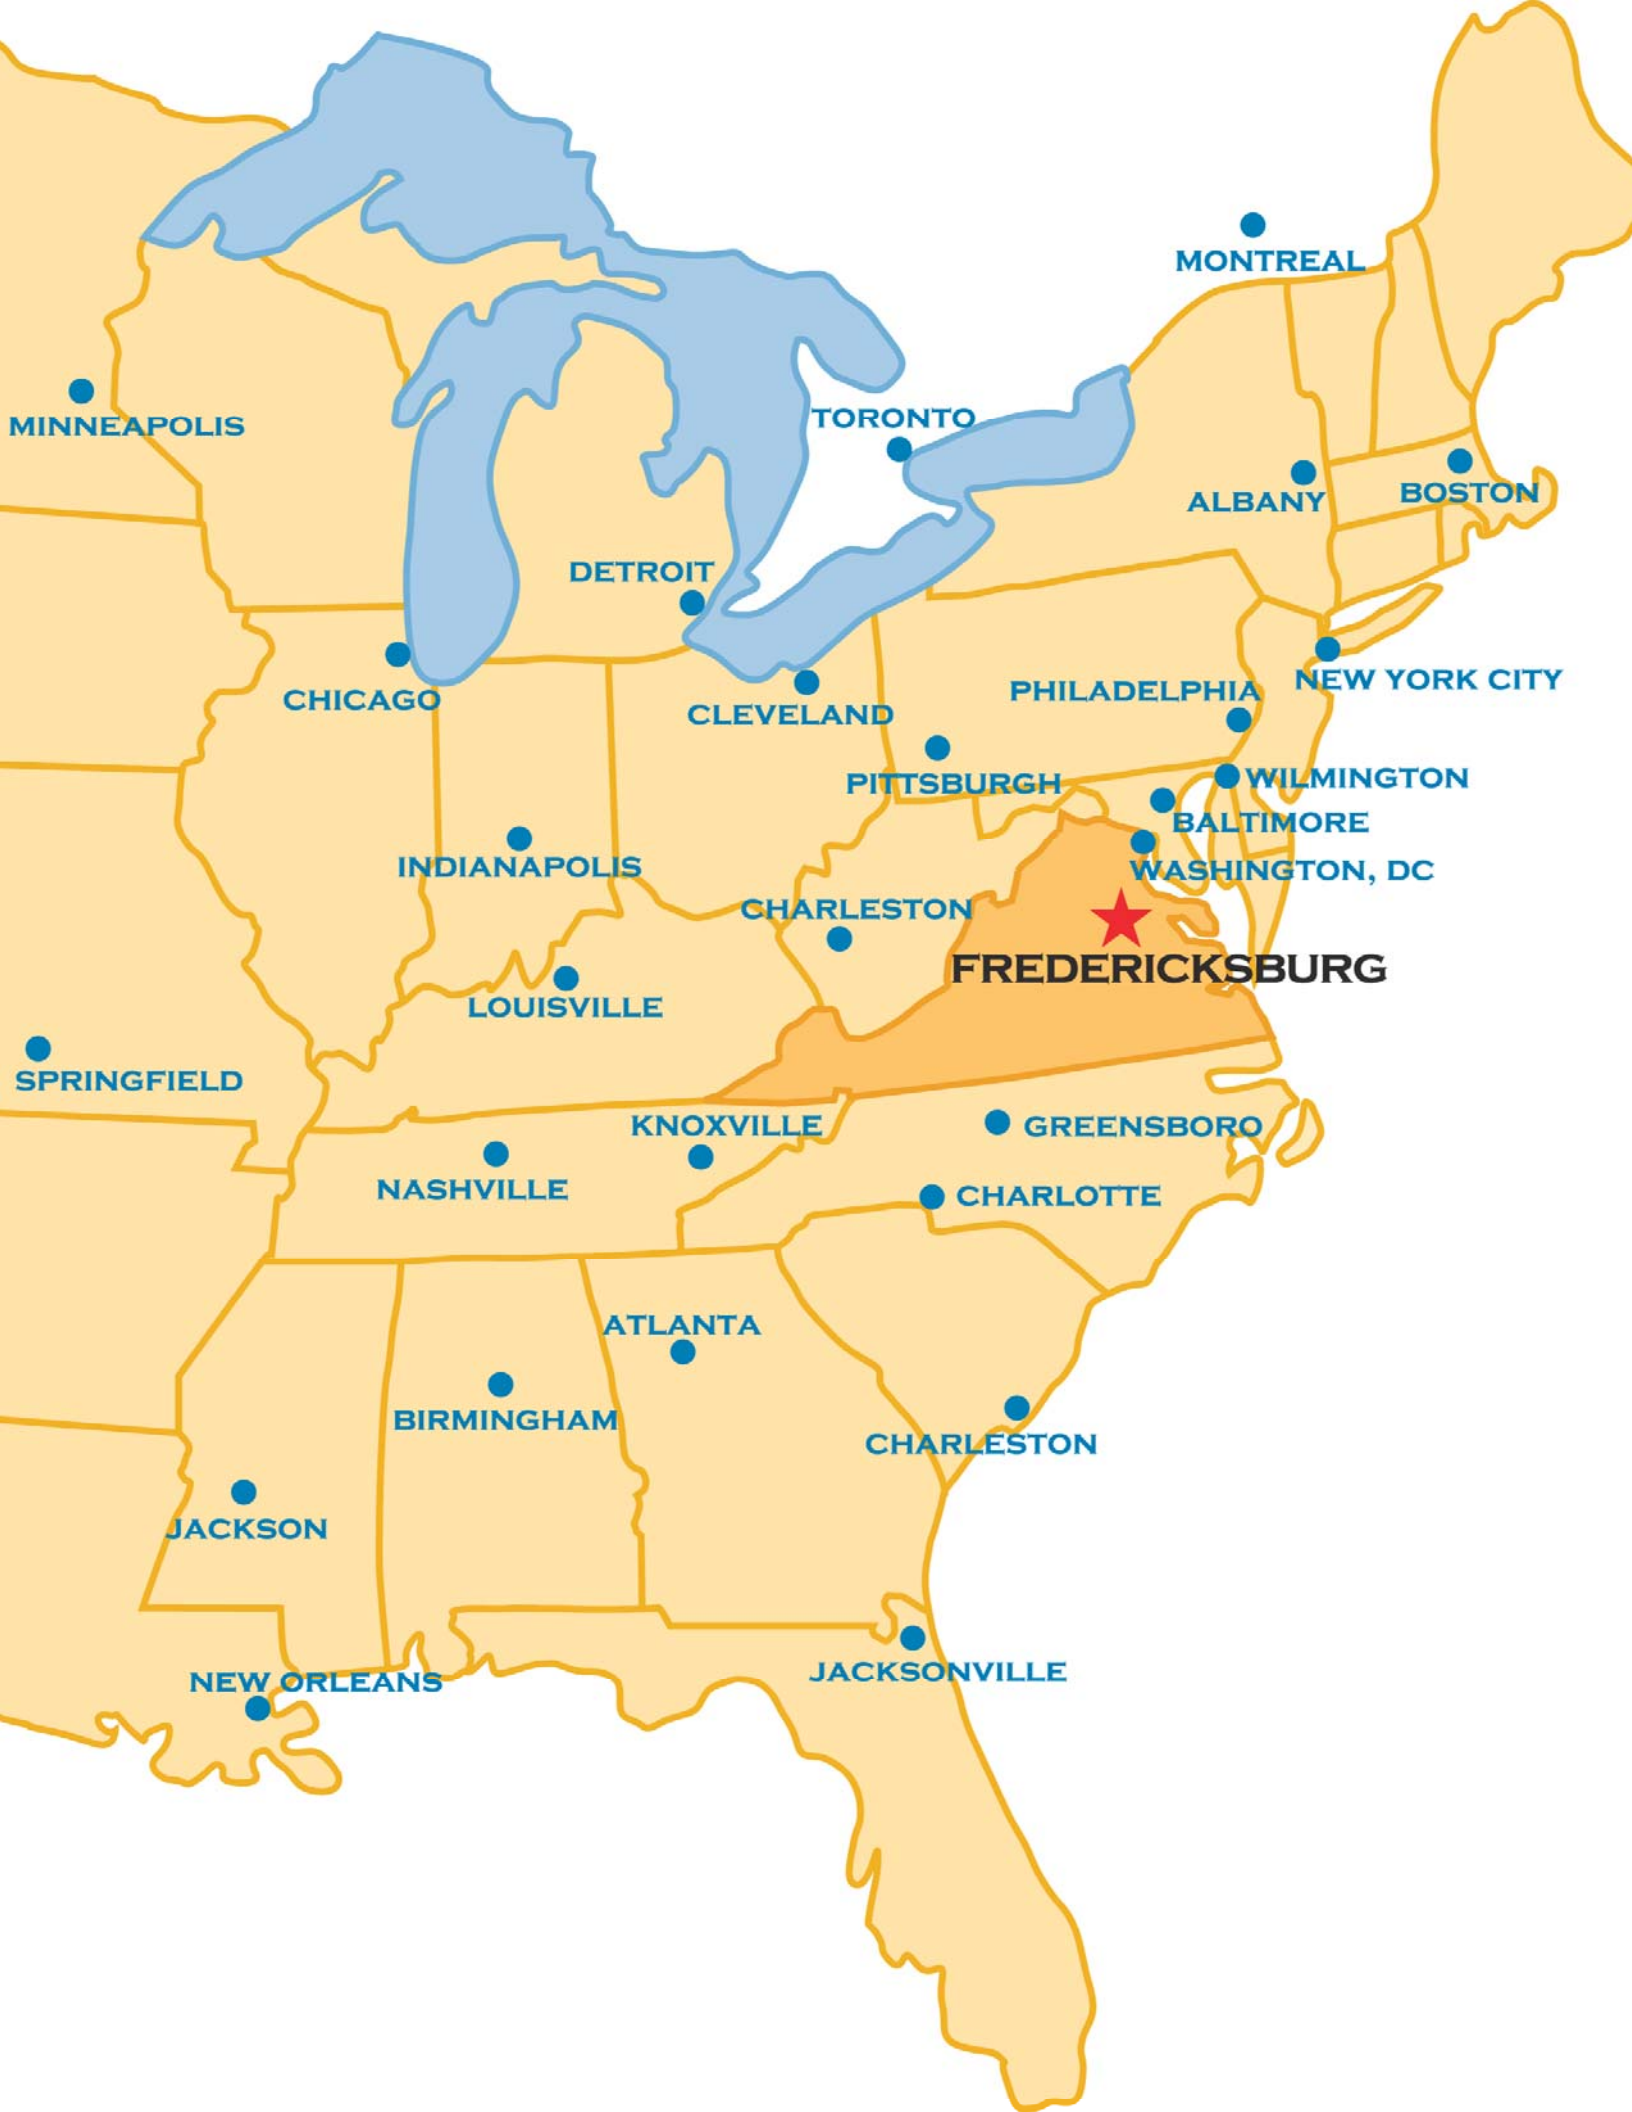 MONTREAL
TORONTO
MINNEAPOLIS
ALBANY
BOSTON
DETROIT
NEW YORK CITY
PHILADELPHIA
CHICAGO
CLEVELAND
PITTSBURGH
WILMINGTON
BALTIMORE
INDIANAPOLIS
WASHINGTON, DC
CHARLESTON
FREDERICKSBURG
LOUISVILLE
SPRINGFIELD
KNOXVILLE
GREENSBORO
NASHVILLE
CHARLOTTE
ATLANTA
BIRMINGHAM
CHARLESTON
JACKSON
JACKSONVILLE
NEW ORLEANS